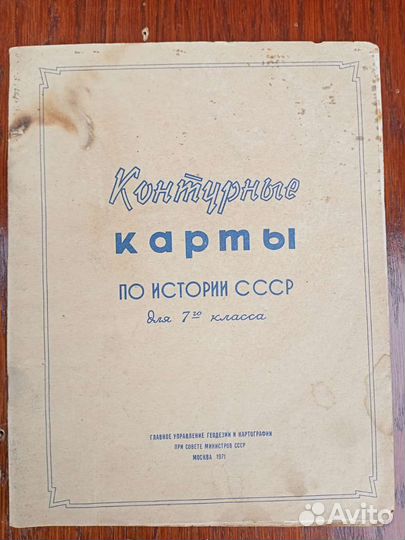 Контурные
карты
ПО ИСТОРИИ СССР
для 7го класса
ГЛАВНОЕ УПРАВЛЕНИЕ ГЕОДЕЗИИ И КАРТОГРАФИИ
ПРИ СОВЕТЕ МИНИСТРОВ СССР
МОСКВА 1971
Avito